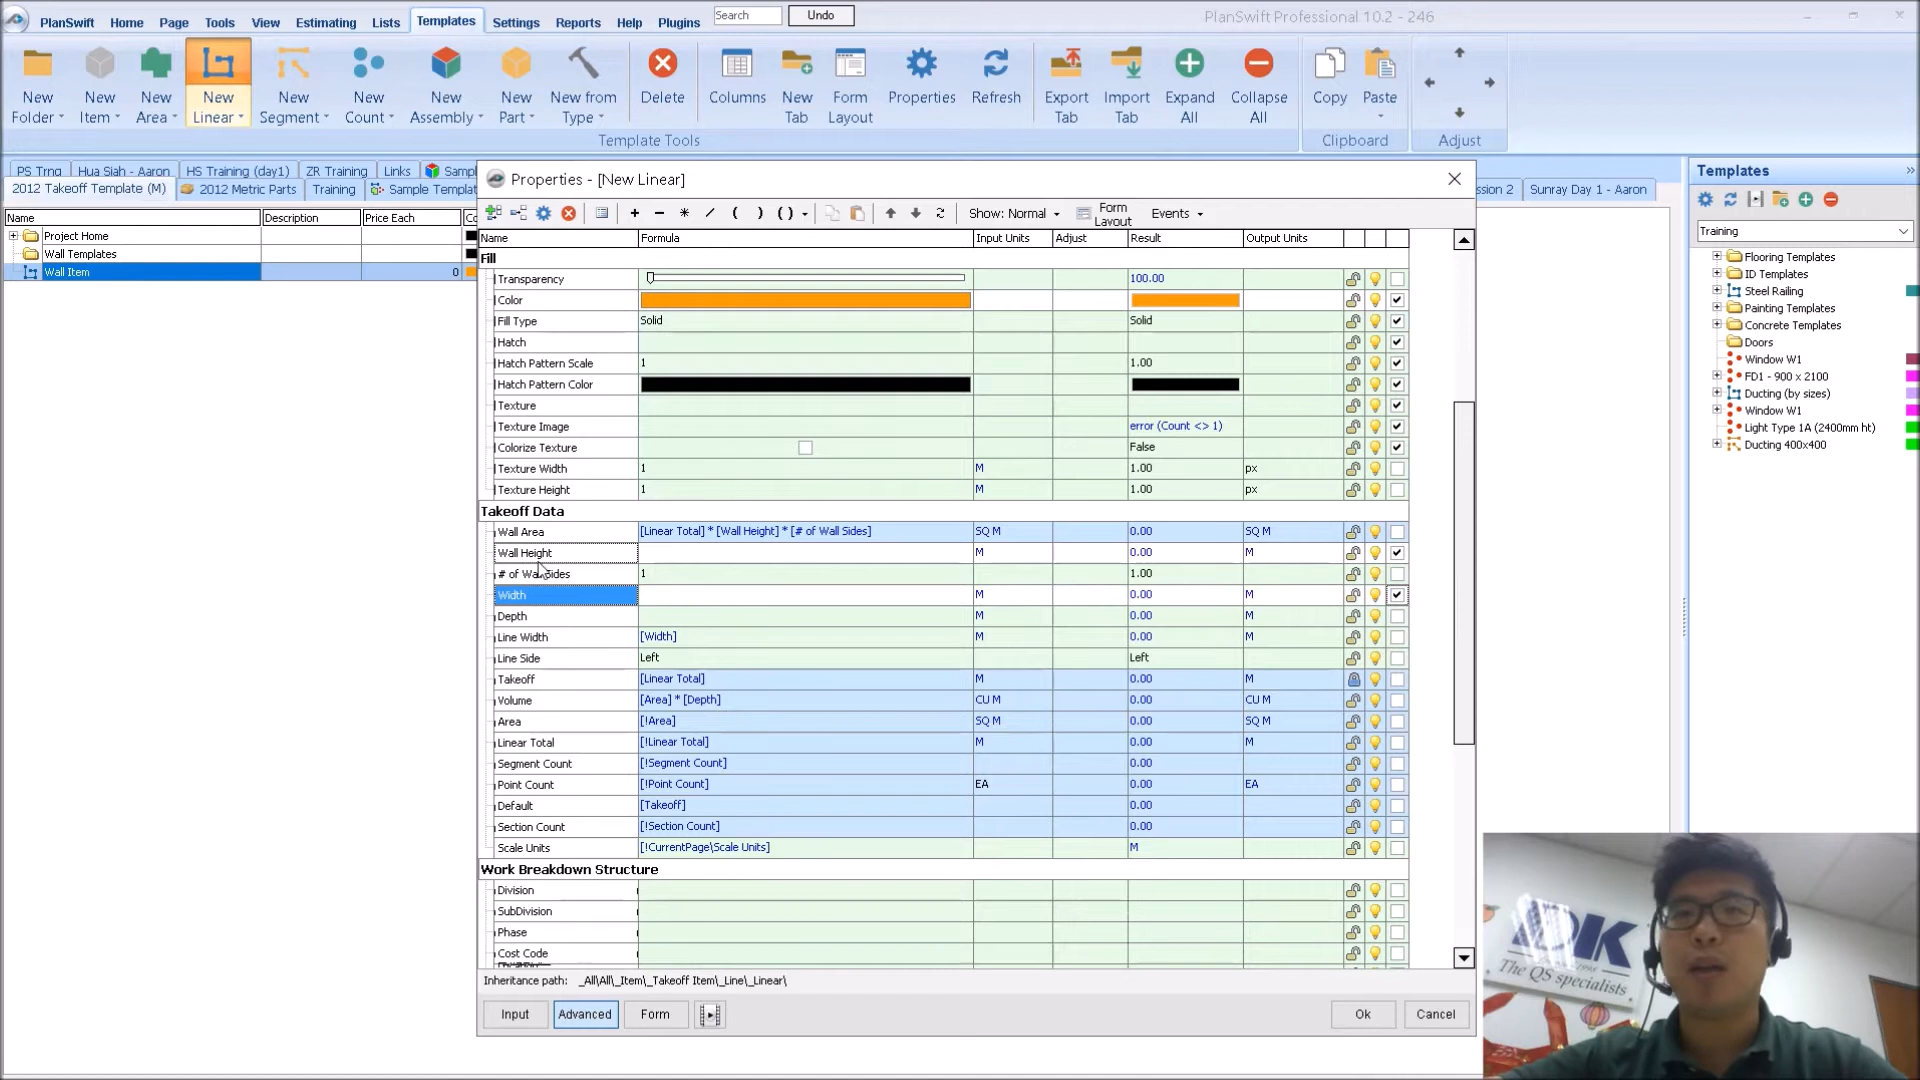 PlanSwift Home Page Tools View Estimating Lists Templates Settings Reports Help Plugins Search Undo PlanSwift Professional 10.2 - 246
New Folder New Item New Area New Linear New Segment New Count New Assembly New Part New from Type Delete Columns New Tab Form Layout Properties Refresh Export Tab Import Tab Expand All Collapse All Copy Paste
Template Tools Clipboard Adjust
PS Trng Hua Siah - Aaron HS Training (day1) ZR Training Links Sampl
2012 Takeoff Template (M) 2012 Metric Parts Training Sample Templat ssion 2 Sunray Day 1 - Aaron
Name Description Price Each Co
Project Home
Wall Templates
Wall Item 0
Properties - [New Linear]
+ - * / ( ) ( ) Show: Normal Form Layout Events
Name Formula Input Units Adjust Result Output Units
Fill
Transparency 100.00
Color
Fill Type Solid Solid
Hatch
Hatch Pattern Scale 1 1.00
Hatch Pattern Color
Texture
Texture Image error (Count <> 1)
Colorize Texture False
Texture Width 1 M 1.00 px
Texture Height 1 M 1.00 px
Takeoff Data
Wall Area [Linear Total] * [Wall Height] * [# of Wall Sides] SQ M 0.00 SQ M
Wall Height M 0.00 M
# of Wall Sides 1 1.00
Width M 0.00 M
Depth M 0.00 M
Line Width [Width] M 0.00 M
Line Side Left Left
Takeoff [Linear Total] M 0.00 M
Volume [Area] * [Depth] CU M 0.00 CU M
Area [!Area] SQ M 0.00 SQ M
Linear Total [!Linear Total] M 0.00 M
Segment Count [!Segment Count] 0.00
Point Count [!Point Count] EA 0.00 EA
Default [Takeoff] 0.00
Section Count [!Section Count] 0.00
Scale Units [!CurrentPage\Scale Units] M
Work Breakdown Structure
Division
SubDivision
Phase
Cost Code
Inheritance path: _All\All\_Item\_Takeoff Item\_Line\_Linear\
Input Advanced Form Ok Cancel
Templates
Training
Flooring Templates
ID Templates
Steel Railing
Painting Templates
Concrete Templates
Doors
Window W1
FD1 - 900 x 2100
Ducting (by sizes)
Window W1
Light Type 1A (2400mm ht)
Ducting 400x400
DK
The QS specialists